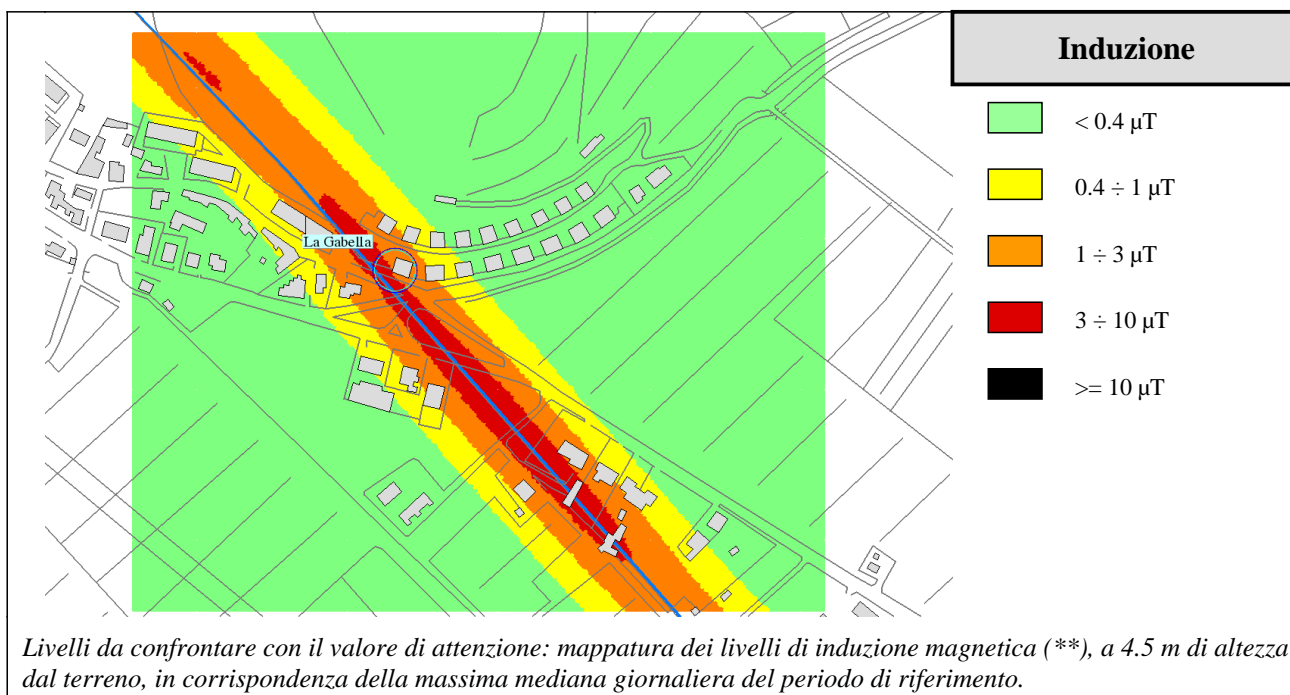 Induzione
< 0.4 µT
0.4 ÷ 1 µT
1 ÷ 3 µT
3 ÷ 10 µT
>= 10 µT
La Gabella
Livelli da confrontare con il valore di attenzione: mappatura dei livelli di induzione magnetica (**), a 4.5 m di altezza
dal terreno, in corrispondenza della massima mediana giornaliera del periodo di riferimento.